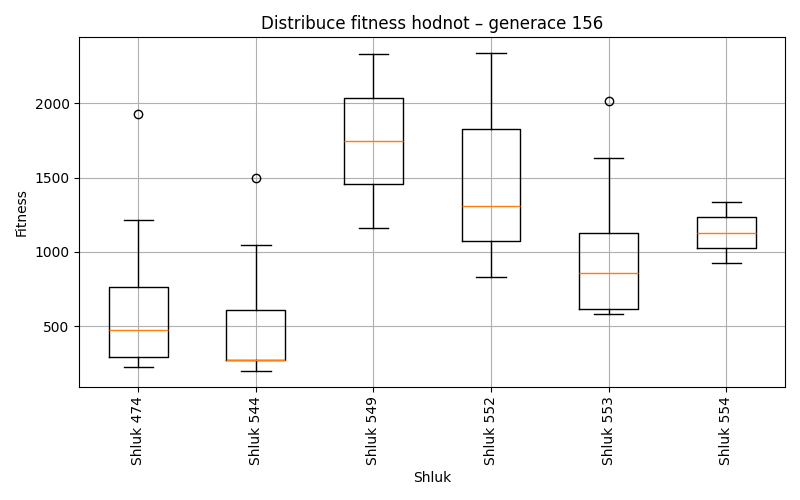 Distribuce fitness hodnot – generace 156
Fitness
2000
1500
1000
500
Shluk 474
Shluk 544
Shluk 549
Shluk 552
Shluk 553
Shluk 554
Shluk